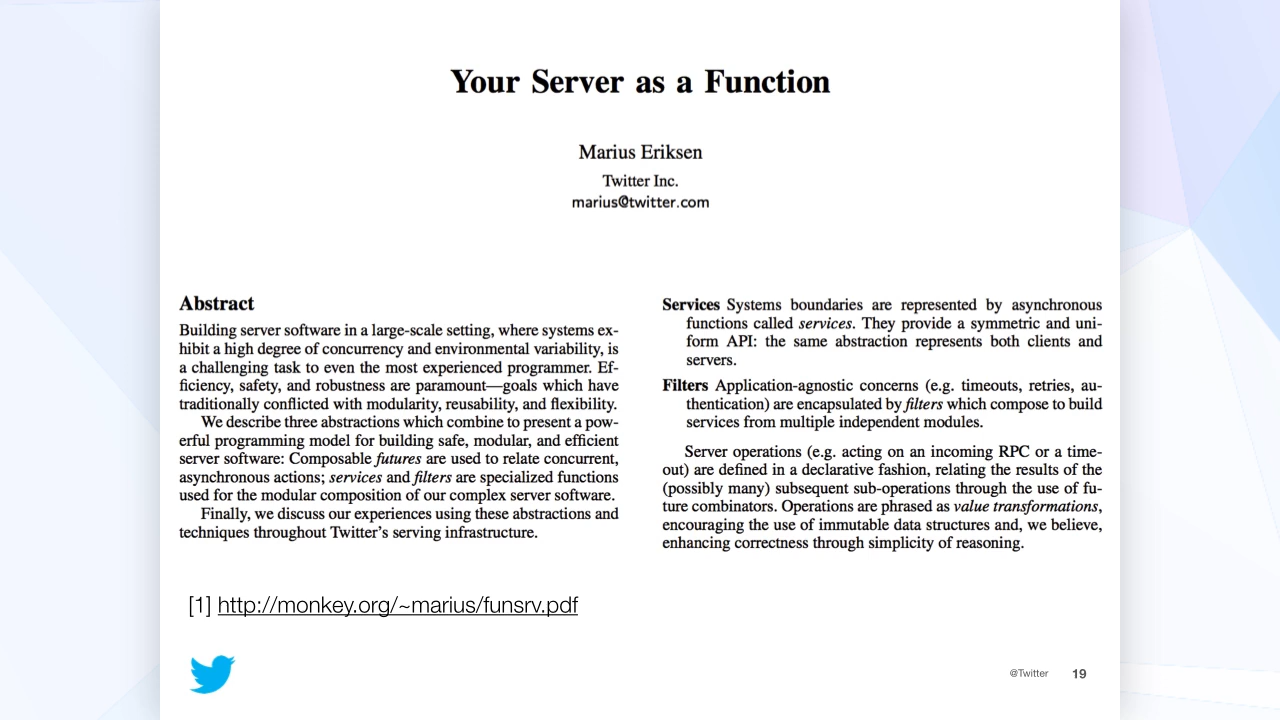 Your Server as a Function
Marius Eriksen
Twitter Inc.
marius@twitter.com
Abstract
Building server software in a large-scale setting, where systems ex-
hibit a high degree of concurrency and environmental variability, is
a challenging task to even the most experienced programmer. Ef-
ficiency, safety, and robustness are paramount—goals which have
traditionally conflicted with modularity, reusability, and flexibility.
We describe three abstractions which combine to present a pow-
erful programming model for building safe, modular, and efficient
server software: Composable futures are used to relate concurrent,
asynchronous actions; services and filters are specialized functions
used for the modular composition of our complex server software.
Finally, we discuss our experiences using these abstractions and
techniques throughout Twitter's serving infrastructure.
Services Systems boundaries are represented by asynchronous
functions called services. They provide a symmetric and uni-
form API: the same abstraction represents both clients and
servers.
Filters Application-agnostic concerns (e.g. timeouts, retries, au-
thentication) are encapsulated by filters which compose to build
services from multiple independent modules.
Server operations (e.g. acting on an incoming RPC or a time-
out) are defined in a declarative fashion, relating the results of the
(possibly many) subsequent sub-operations through the use of fu-
ture combinators. Operations are phrased as value transformations,
encouraging the use of immutable data structures and, we believe,
enhancing correctness through simplicity of reasoning.
[1] http://monkey.org/~marius/funsrv.pdf
@Twitter 19